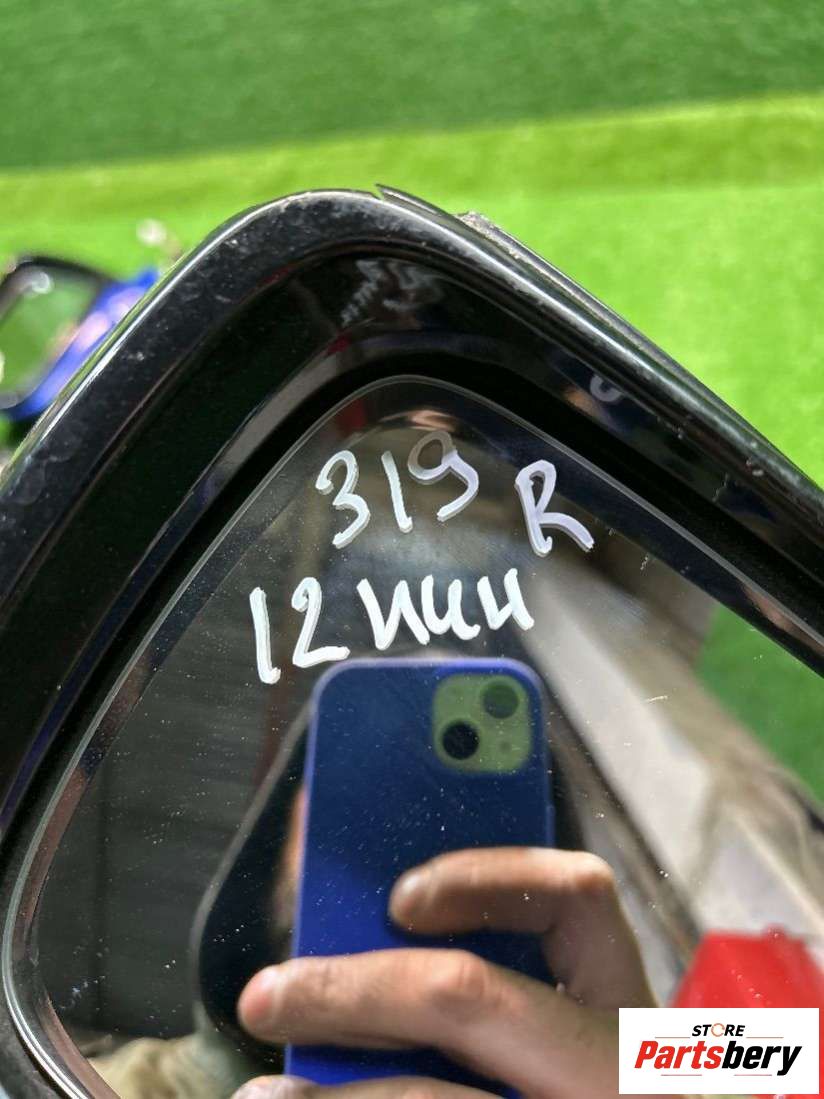 319 R
12 пин
STORE
Partsbery